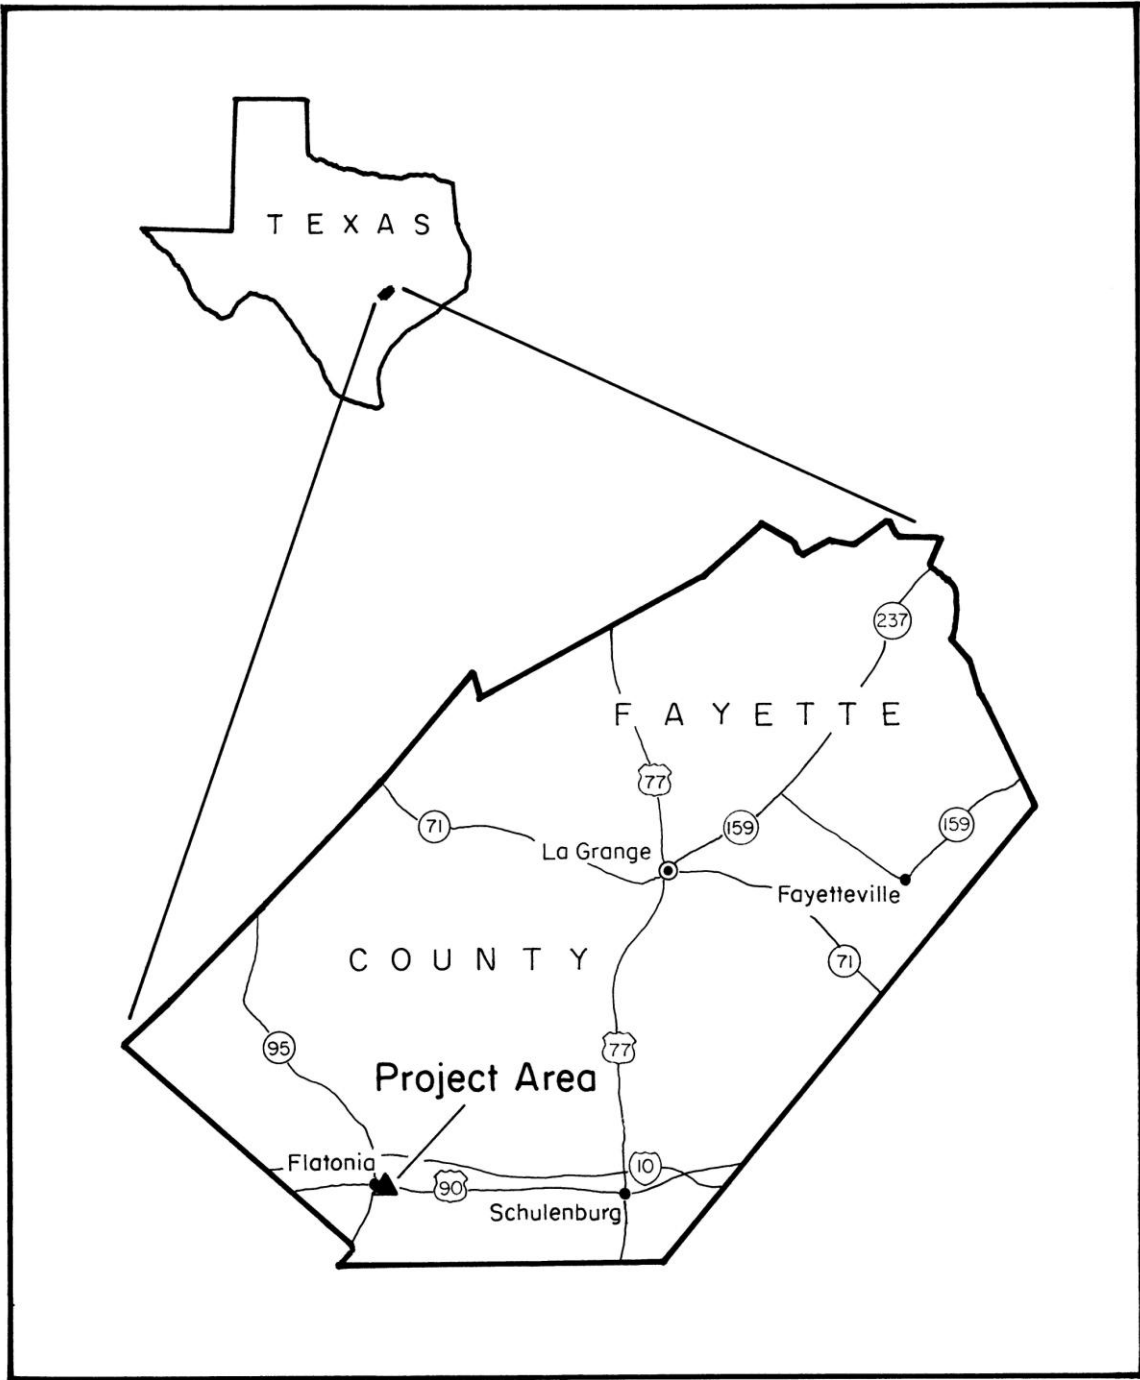 TEXAS
237
FAYETTE
77
71
159
159
La Grange
Fayetteville
COUNTY
71
95
77
Project Area
Flatonia
10
90
Schulenburg